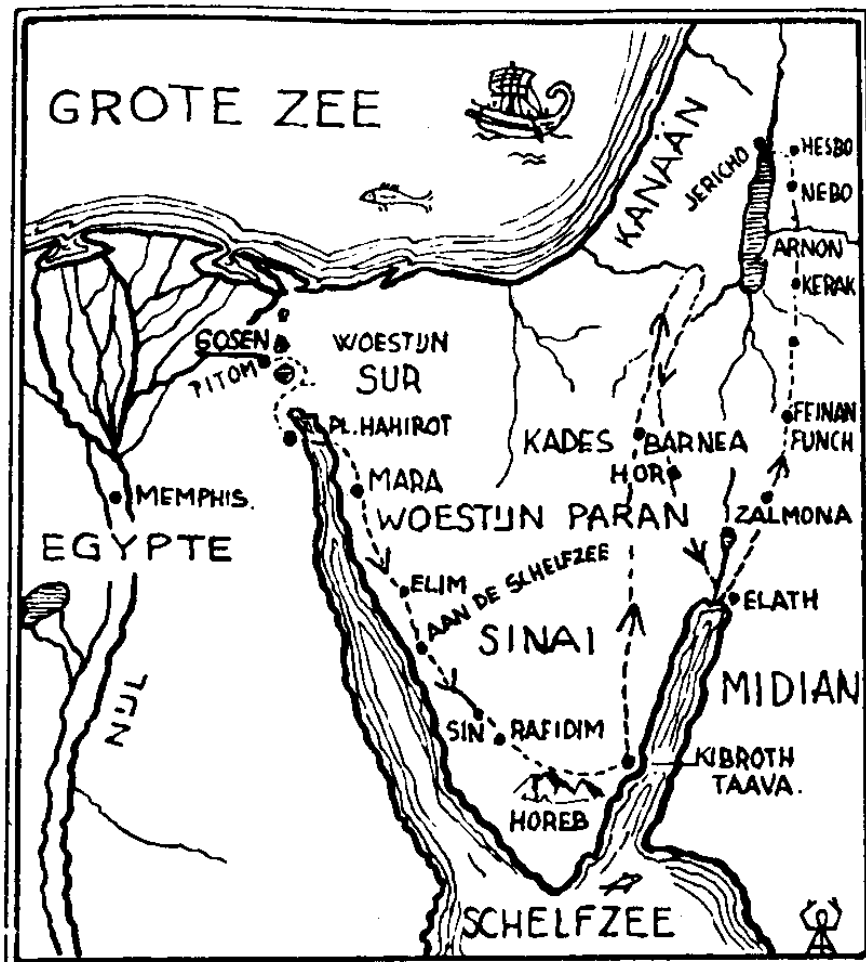 GROTE ZEE
KANAÄN
JERICHO
HESBO
NEBO
ARNON
KERAK
GOSEN
PITOM
WOESTIJN
SUR
PI. HAHIROT
KADES BARNEA
HOR
FEINAN
FUNCH
MARA
MEMPHIS.
WOESTIJN PARAN
ZALMONA
EGYPTE
ELIM
AAN DE SCHELFZEE
ELATH
SINAI
MIDIAN
NIJL
SIN
RAFIDIM
KIBROTH
TAAVA.
HOREB
SCHELFZEE